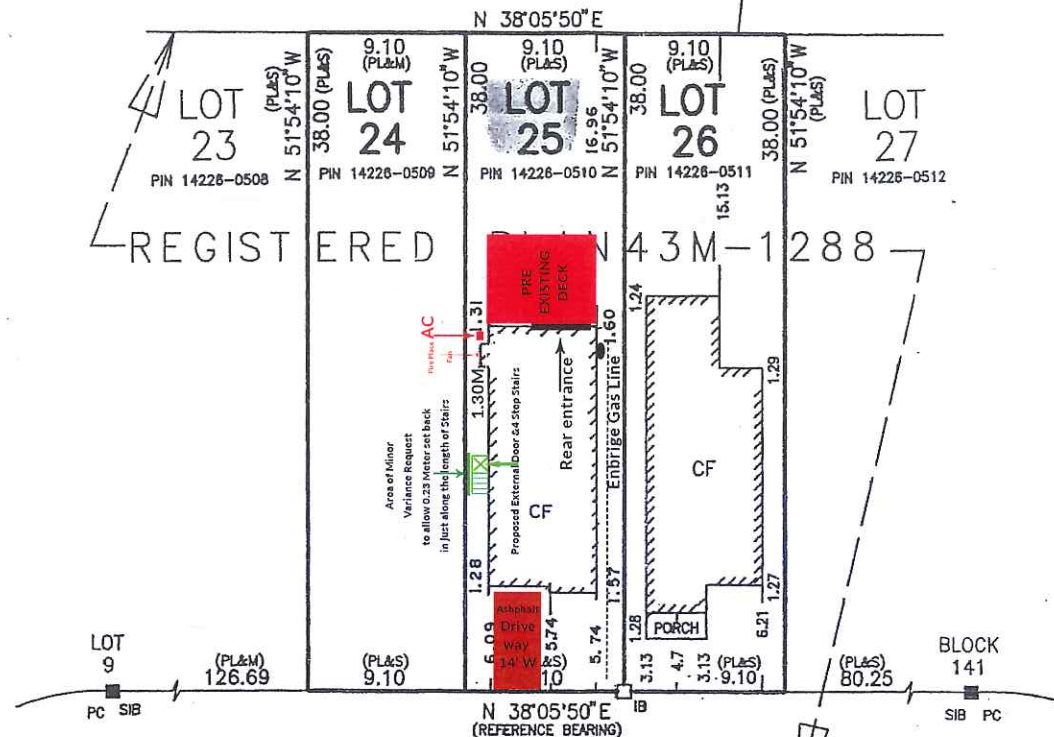 N 38°05'50" E
9.10
(PL&M)
9.10
(PL&S)
9.10
(PL&S)
LOT
23
PIN 14226-0508
(PL&S)
N 51°54'10" W
38.00 (PL&S)
LOT
24
PIN 14226-0509
N 51°54'10" W
38.00
LOT
25
PIN 14226-0510
16.96
N 51°54'10" W
38.00
LOT
26
PIN 14226-0511
38.00 (PL&S)
N 51°54'10" W
(PL&S)
LOT
27
PIN 14226-0512
15.13
REGISTERED
N 43M-1288
PRE
EXISTING
DECK
1.31
AC
Fire Place
Fan
1.30M
1.60
Rear entrance
Enbrige Gas Line
1.24
1.29
Area of Minor
Variance Request
to allow 0.23 Meter set back
in just along the length of Stairs
Proposed External Door &4 Step Stairs
CF
CF
1.28
1.57
1.28
1.27
PORCH
Ashphalt
Drive
way
14' W
6.09
5.74
5.74
3.13
4.7
3.13
6.21
LOT
9
(PL&M)
126.69
(PL&S)
9.10
&S)
10
(PL&S)
9.10
(PL&S)
80.25
BLOCK
141
PC SIB
IB
SIB PC
N 38°05'50" E
(REFERENCE BEARING)